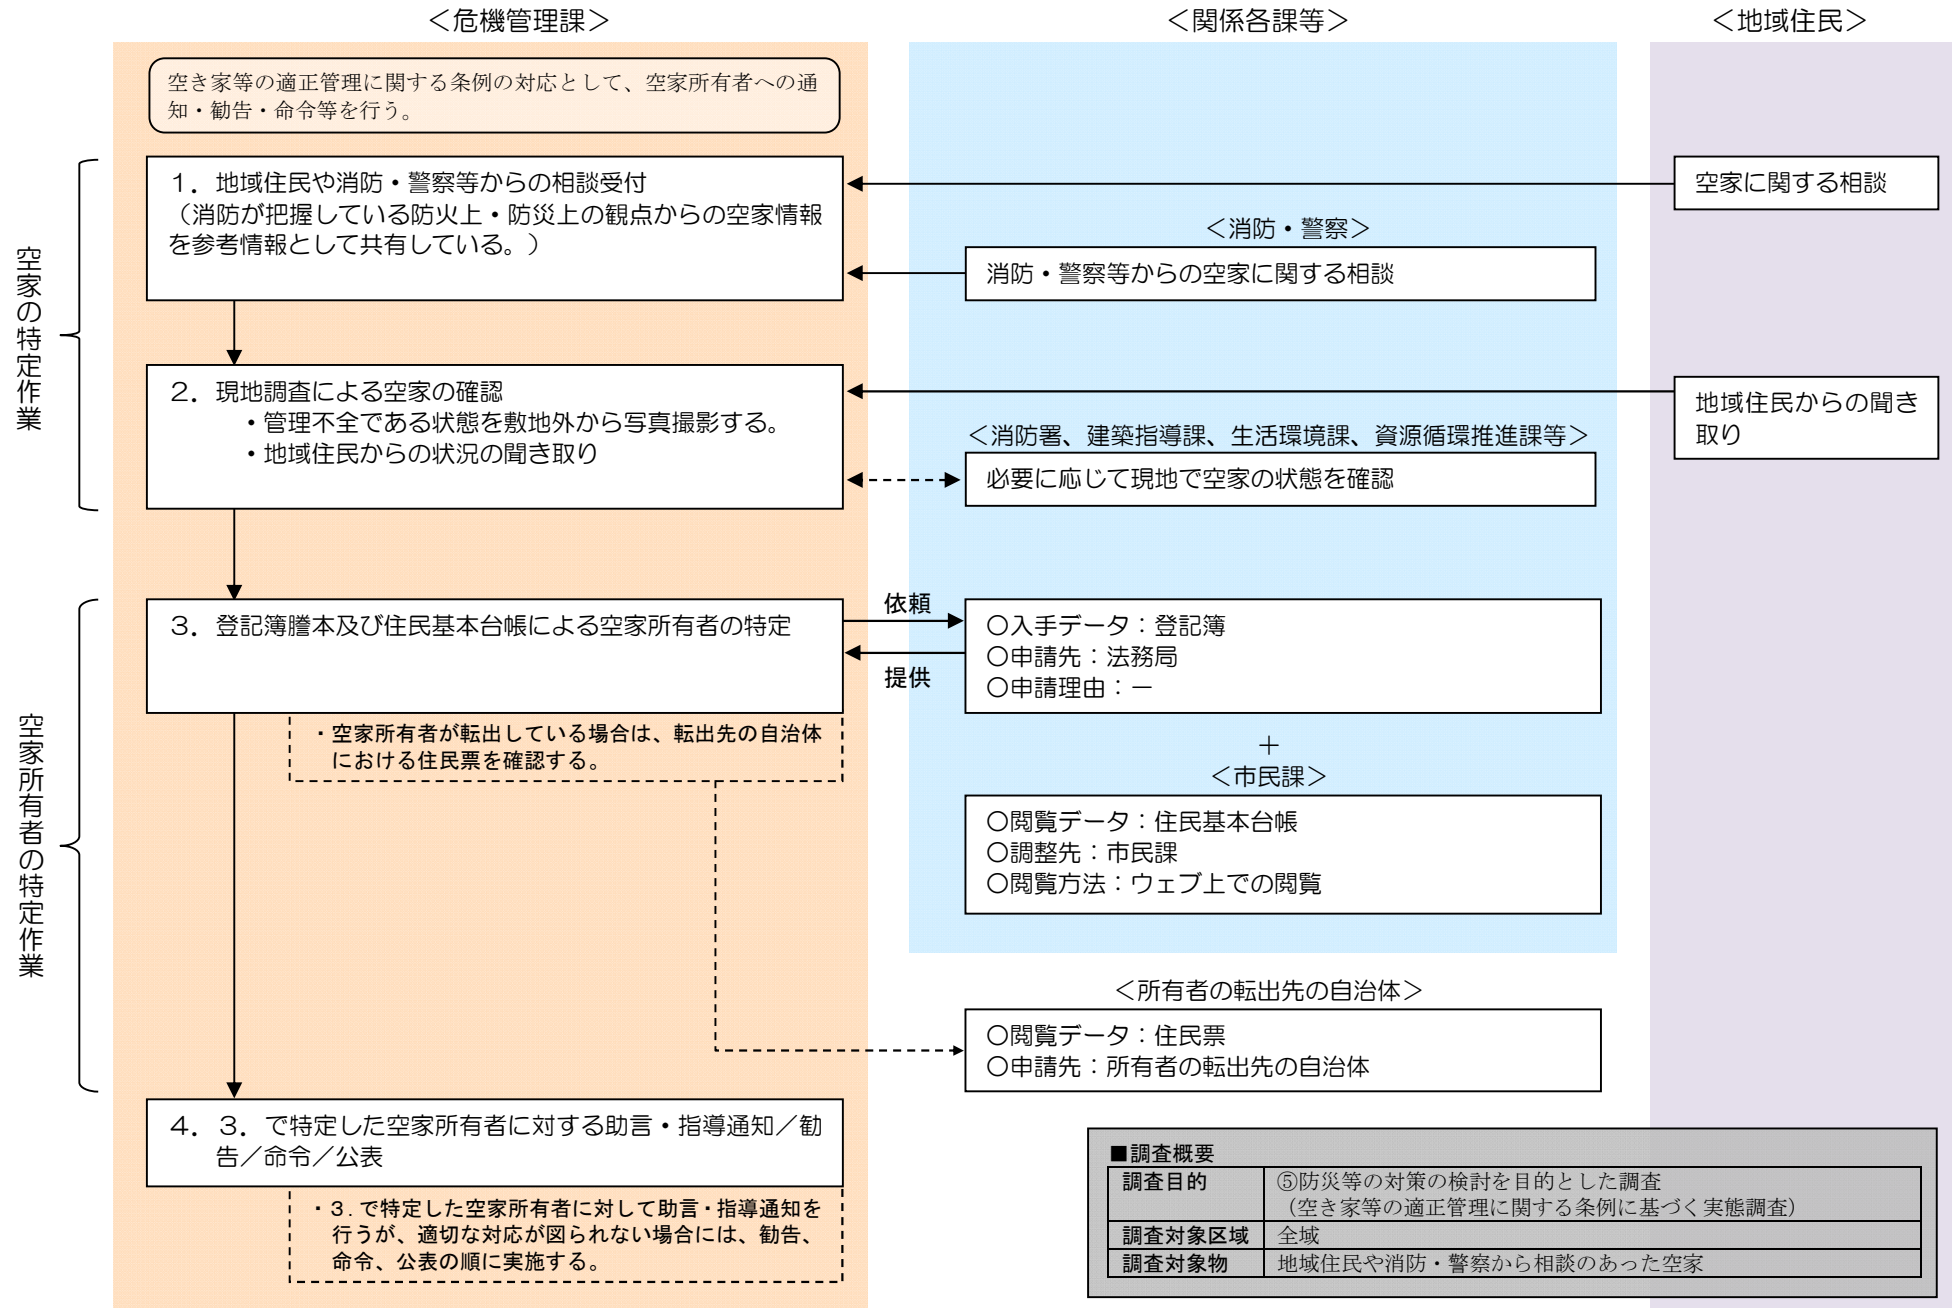 ＜危機管理課＞
＜関係各課等＞
＜地域住民＞
空き家等の適正管理に関する条例の対応として、空家所有者への通
知・勧告・命令等を行う。
空家の特定作業
１．地域住民や消防・警察等からの相談受付
（消防が把握している防火上・防災上の観点からの空家情報
を参考情報として共有している。）
空家に関する相談
＜消防・警察＞
消防・警察等からの空家に関する相談
２．現地調査による空家の確認
・管理不全である状態を敷地外から写真撮影する。
・地域住民からの状況の聞き取り
地域住民からの聞き
取り
＜消防署、建築指導課、生活環境課、資源循環推進課等＞
必要に応じて現地で空家の状態を確認
空家所有者の特定作業
３．登記簿謄本及び住民基本台帳による空家所有者の特定
依頼
提供
○入手データ：登記簿
○申請先：法務局
○申請理由：－
・空家所有者が転出している場合は、転出先の自治体
における住民票を確認する。
＋
＜市民課＞
○閲覧データ：住民基本台帳
○調整先：市民課
○閲覧方法：ウェブ上での閲覧
＜所有者の転出先の自治体＞
○閲覧データ：住民票
○申請先：所有者の転出先の自治体
４．３．で特定した空家所有者に対する助言・指導通知／勧
告／命令／公表
・３．で特定した空家所有者に対して助言・指導通知を
行うが、適切な対応が図られない場合には、勧告、
命令、公表の順に実施する。
■調査概要
調査目的 ⑤防災等の対策の検討を目的とした調査
（空き家等の適正管理に関する条例に基づく実態調査）
調査対象区域 全域
調査対象物 地域住民や消防・警察から相談のあった空家